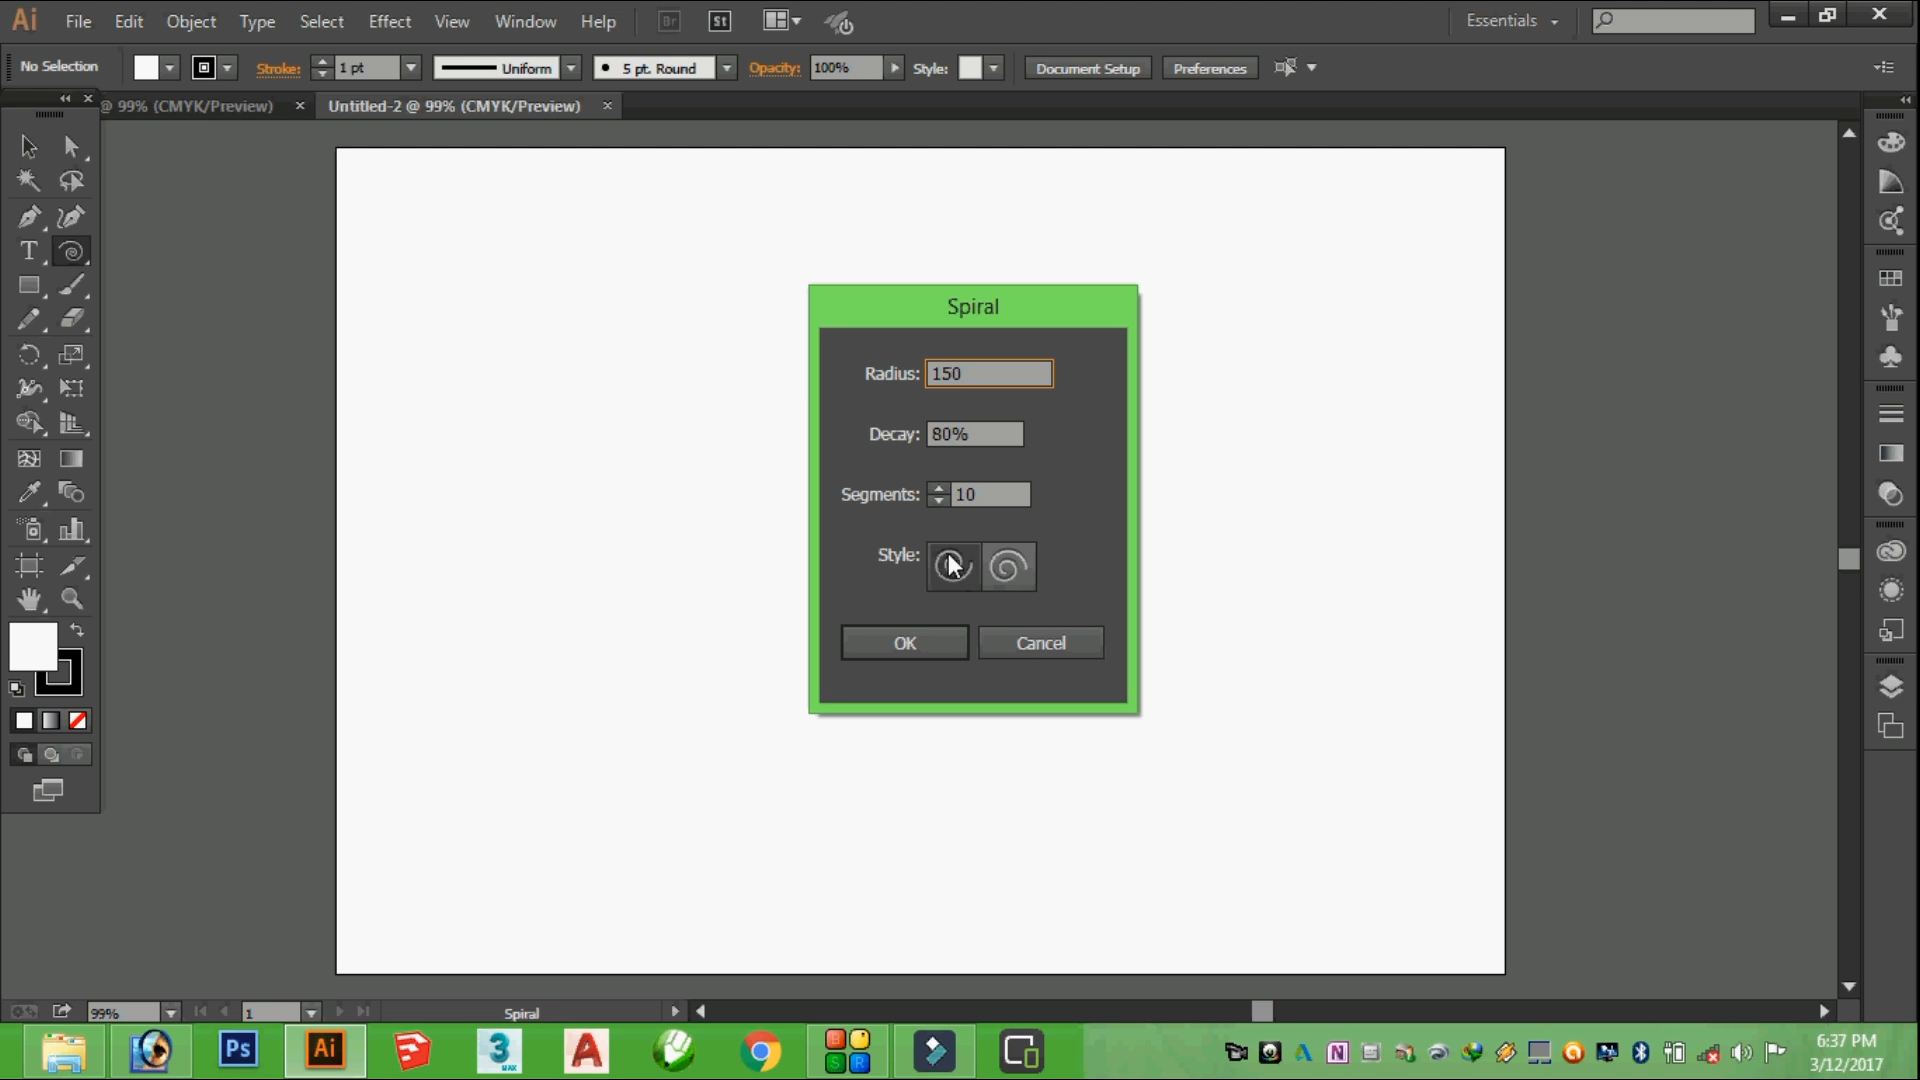 Ai File Edit Object Type Select Effect View Window Help Br St Essentials
No Selection Stroke: 1 pt Uniform 5 pt. Round Opacity: 100% Style: Document Setup Preferences
@ 99% (CMYK/Preview) × Untitled-2 @ 99% (CMYK/Preview) ×
T
Spiral
Radius: 150
Decay: 80%
Segments: 10
Style:
OK Cancel
99% 1 Spiral
Ps Ai 3 MAX A B S R N 6:37 PM
3/12/2017